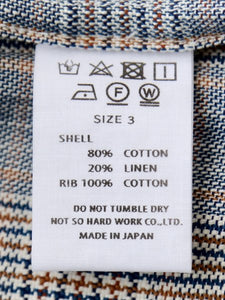 SIZE 3
SHELL
80% COTTON
20% LINEN
RIB 100% COTTON
DO NOT TUMBLE DRY
NOT SO HARD WORK CO.,LTD.
MADE IN JAPAN